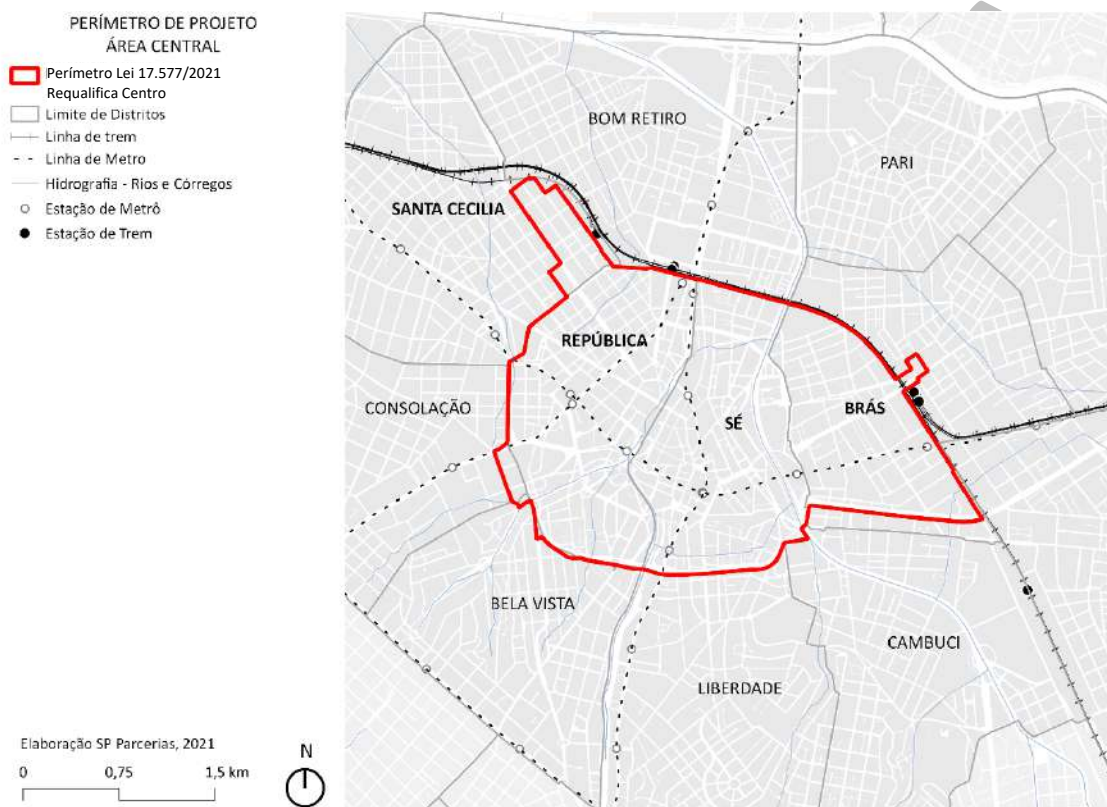 PERÍMETRO DE PROJETO
ÁREA CENTRAL
Perímetro Lei 17.577/2021
Requalifica Centro
Limite de Distritos
Linha de trem
Linha de Metro
Hidrografia - Rios e Córregos
Estação de Metrô
Estação de Trem
BOM RETIRO
PARI
SANTA CECILIA
REPÚBLICA
CONSOLAÇÃO
SÉ
BRÁS
BELA VISTA
CAMBUCI
LIBERDADE
Elaboração SP Parcerias, 2021
0 0,75 1,5 km
N